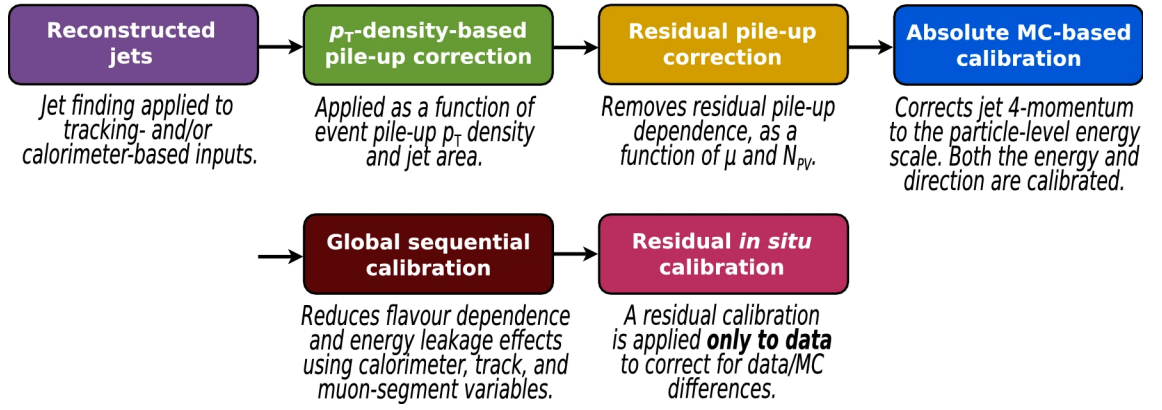 Reconstructed
jets
p_T-density-based
pile-up correction
Residual pile-up
correction
Absolute MC-based
calibration
Jet finding applied to
tracking- and/or
calorimeter-based inputs.
Applied as a function of
event pile-up p_T density
and jet area.
Removes residual pile-up
dependence, as a
function of µ and N_PV.
Corrects jet 4-momentum
to the particle-level energy
scale. Both the energy and
direction are calibrated.
Global sequential
calibration
Residual in situ
calibration
Reduces flavour dependence
and energy leakage effects
using calorimeter, track, and
muon-segment variables.
A residual calibration
is applied only to data
to correct for data/MC
differences.